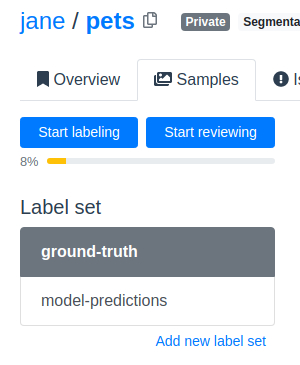 jane / pets Private Segmenta
Overview Samples Is
Start labeling Start reviewing
8%
Label set
ground-truth
model-predictions
Add new label set